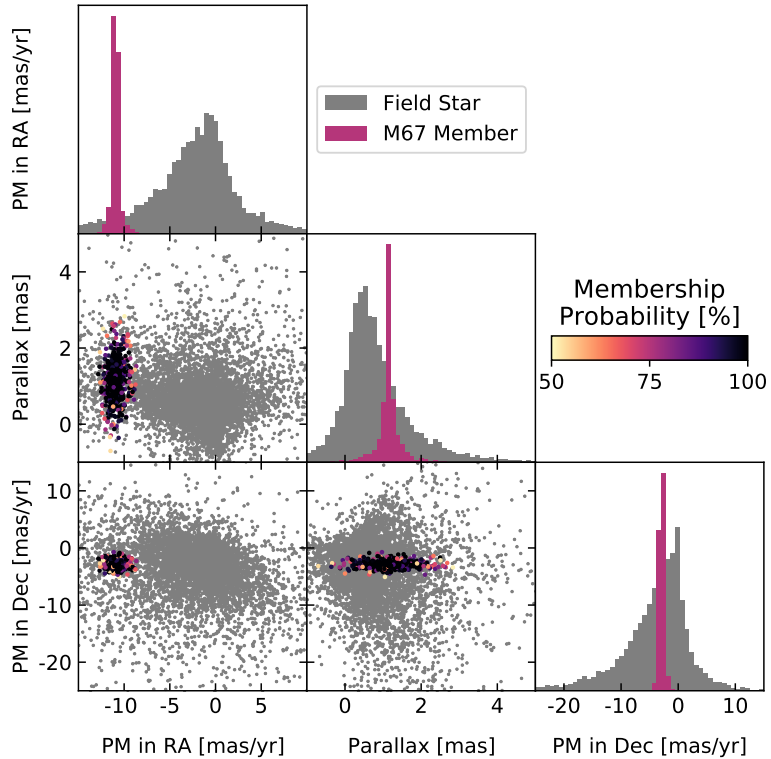 PM in RA [mas/yr]
Field Star
M67 Member
Parallax [mas]
4
2
0
Membership
Probability [%]
50 75 100
PM in Dec [mas/yr]
10
0
-10
-20
-10 -5 0 5
0 2 4
-20 -10 0 10
PM in RA [mas/yr] Parallax [mas] PM in Dec [mas/yr]